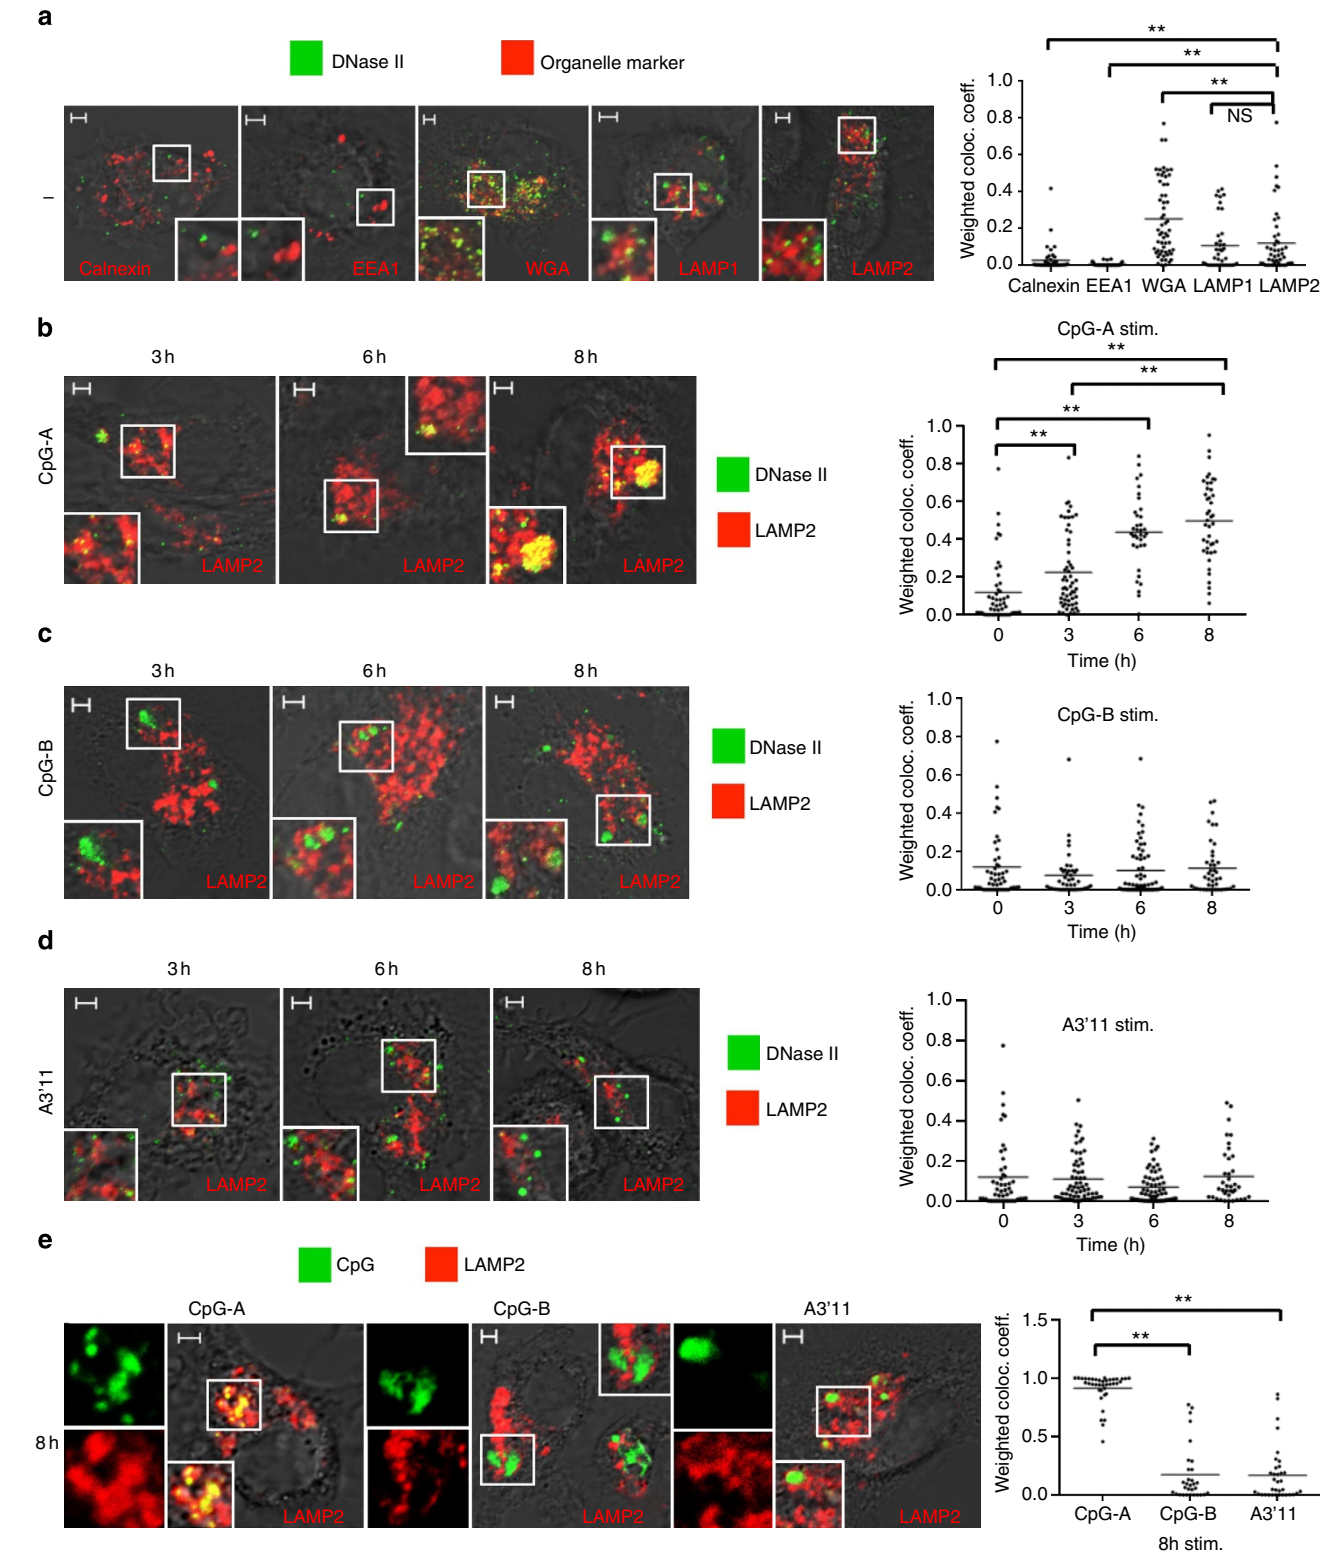 a
DNase II
Organelle marker
–
Calnexin
EEA1
WGA
LAMP1
LAMP2
Weighted coloc. coeff.
1.0
0.8
0.6
0.4
0.2
0.0
**
**
**
NS
Calnexin EEA1 WGA LAMP1 LAMP2
b
3 h
6 h
8 h
CpG-A
LAMP2
LAMP2
LAMP2
DNase II
LAMP2
CpG-A stim.
**
**
**
**
Weighted coloc. coeff.
1.0
0.8
0.6
0.4
0.2
0.0
0 3 6 8
Time (h)
c
3 h
6 h
8 h
CpG-B
LAMP2
LAMP2
LAMP2
DNase II
LAMP2
CpG-B stim.
Weighted coloc. coeff.
1.0
0.8
0.6
0.4
0.2
0.0
0 3 6 8
Time (h)
d
3 h
6 h
8 h
A3'11
LAMP2
LAMP2
LAMP2
DNase II
LAMP2
A3'11 stim.
Weighted coloc. coeff.
1.0
0.8
0.6
0.4
0.2
0.0
0 3 6 8
Time (h)
e
CpG
LAMP2
CpG-A
CpG-B
A3'11
8 h
LAMP2
LAMP2
LAMP2
**
**
Weighted coloc. coeff.
1.5
1.0
0.5
0.0
CpG-A CpG-B A3'11
8h stim.